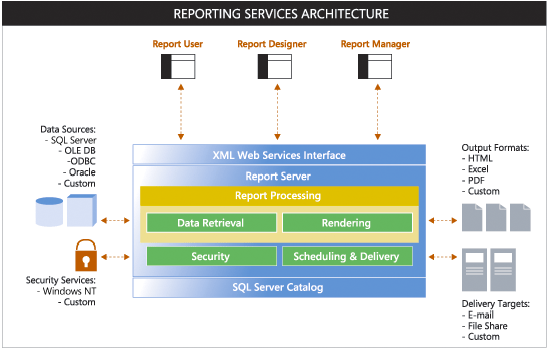 REPORTING SERVICES ARCHITECTURE
Report User
Report Designer
Report Manager
Data Sources:
- SQL Server
- OLE DB
-ODBC
- Oracle
- Custom
XML Web Services Interface
Report Server
Report Processing
Data Retrieval
Rendering
Security
Scheduling & Delivery
SQL Server Catalog
Output Formats:
- HTML
- Excel
- PDF
- Custom
Security Services:
- Windows NT
- Custom
Delivery Targets:
- E-mail
- File Share
- Custom